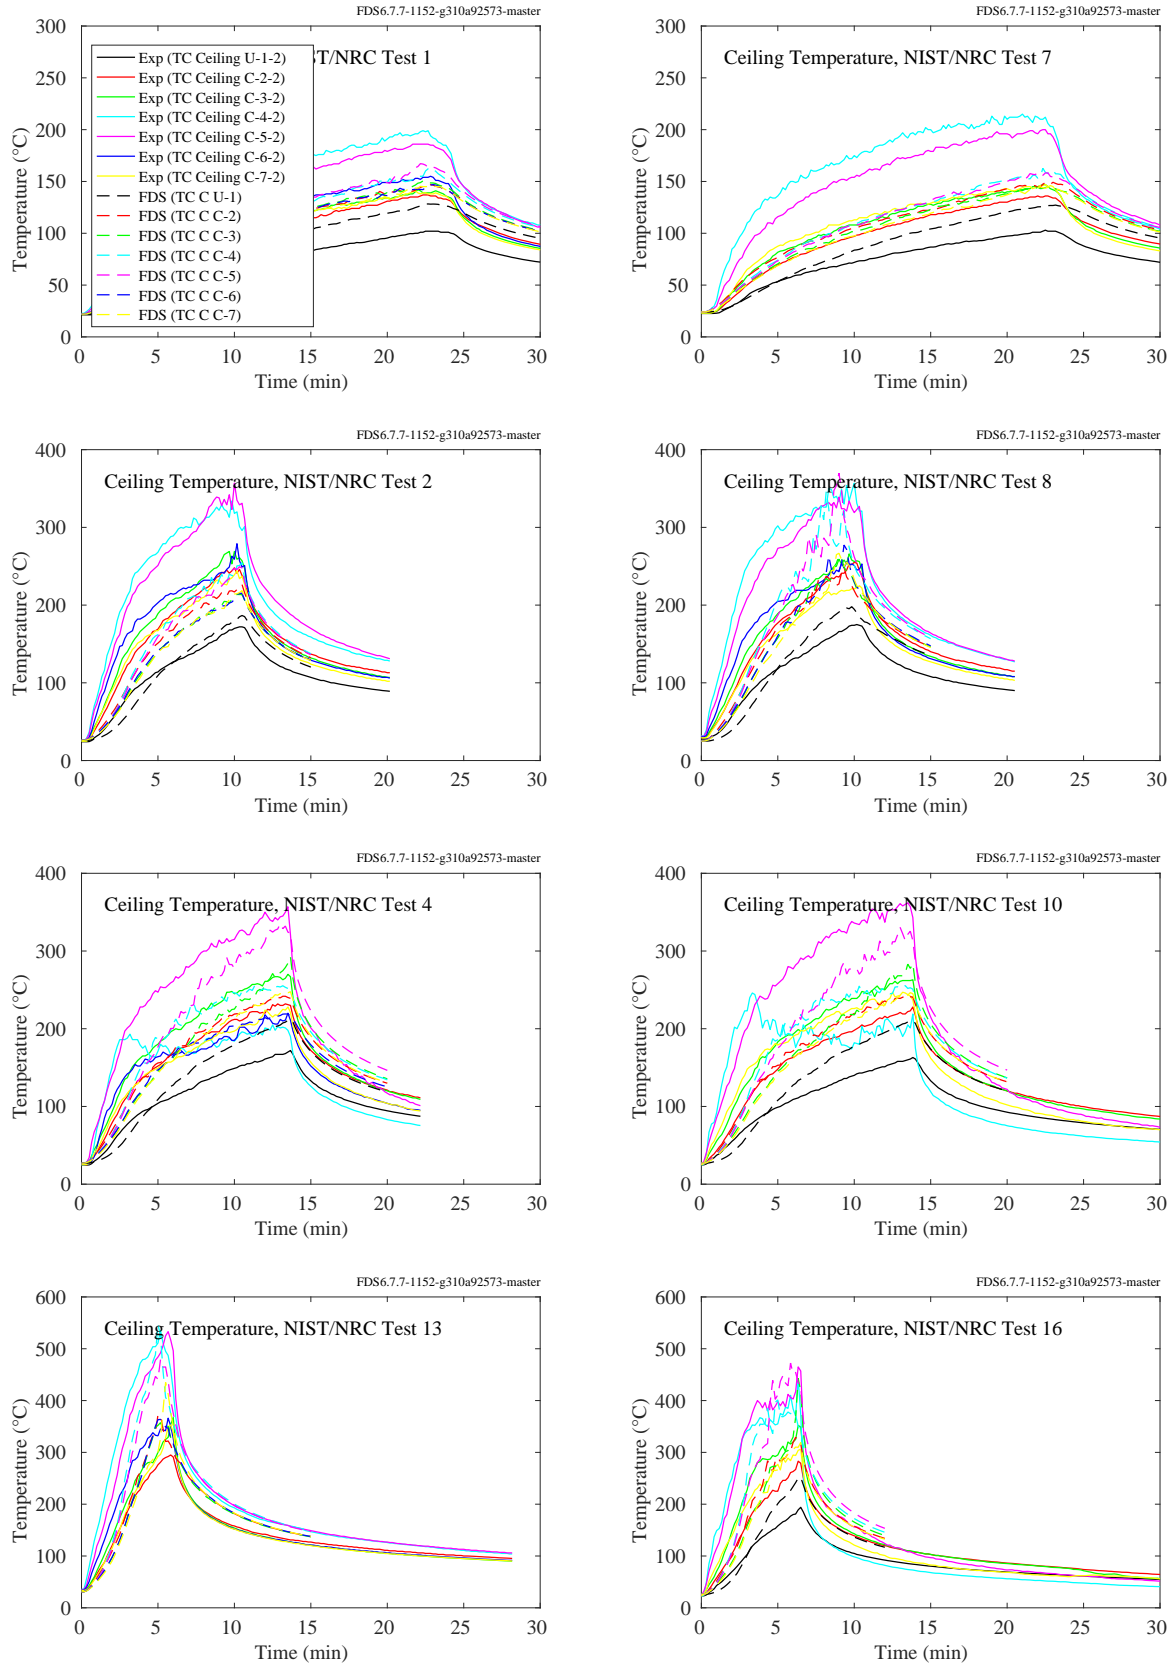 FDS6.7.7-1152-g310a92573-master
300
250
200
150
100
50
0
Temperature (°C)
ST/NRC Test 1
Exp (TC Ceiling U-1-2)
Exp (TC Ceiling C-2-2)
Exp (TC Ceiling C-3-2)
Exp (TC Ceiling C-4-2)
Exp (TC Ceiling C-5-2)
Exp (TC Ceiling C-6-2)
Exp (TC Ceiling C-7-2)
FDS (TC C U-1)
FDS (TC C C-2)
FDS (TC C C-3)
FDS (TC C C-4)
FDS (TC C C-5)
FDS (TC C C-6)
FDS (TC C C-7)
0 5 10 15 20 25 30
Time (min)
FDS6.7.7-1152-g310a92573-master
300
250
200
150
100
50
0
Temperature (°C)
Ceiling Temperature, NIST/NRC Test 7
0 5 10 15 20 25 30
Time (min)
FDS6.7.7-1152-g310a92573-master
400
300
200
100
0
Temperature (°C)
Ceiling Temperature, NIST/NRC Test 2
0 5 10 15 20 25 30
Time (min)
FDS6.7.7-1152-g310a92573-master
400
300
200
100
0
Temperature (°C)
Ceiling Temperature, NIST/NRC Test 8
0 5 10 15 20 25 30
Time (min)
FDS6.7.7-1152-g310a92573-master
400
300
200
100
0
Temperature (°C)
Ceiling Temperature, NIST/NRC Test 4
0 5 10 15 20 25 30
Time (min)
FDS6.7.7-1152-g310a92573-master
400
300
200
100
0
Temperature (°C)
Ceiling Temperature, NIST/NRC Test 10
0 5 10 15 20 25 30
Time (min)
FDS6.7.7-1152-g310a92573-master
600
500
400
300
200
100
0
Temperature (°C)
Ceiling Temperature, NIST/NRC Test 13
0 5 10 15 20 25 30
Time (min)
FDS6.7.7-1152-g310a92573-master
600
500
400
300
200
100
0
Temperature (°C)
Ceiling Temperature, NIST/NRC Test 16
0 5 10 15 20 25 30
Time (min)